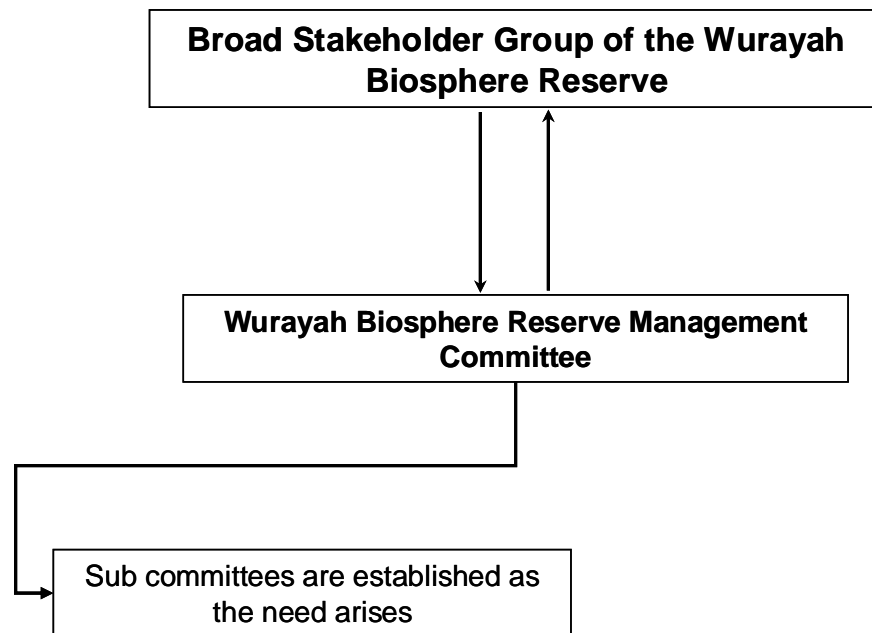 Broad Stakeholder Group of the Wurayah
Biosphere Reserve
Wurayah Biosphere Reserve Management
Committee
Sub committees are established as
the need arises